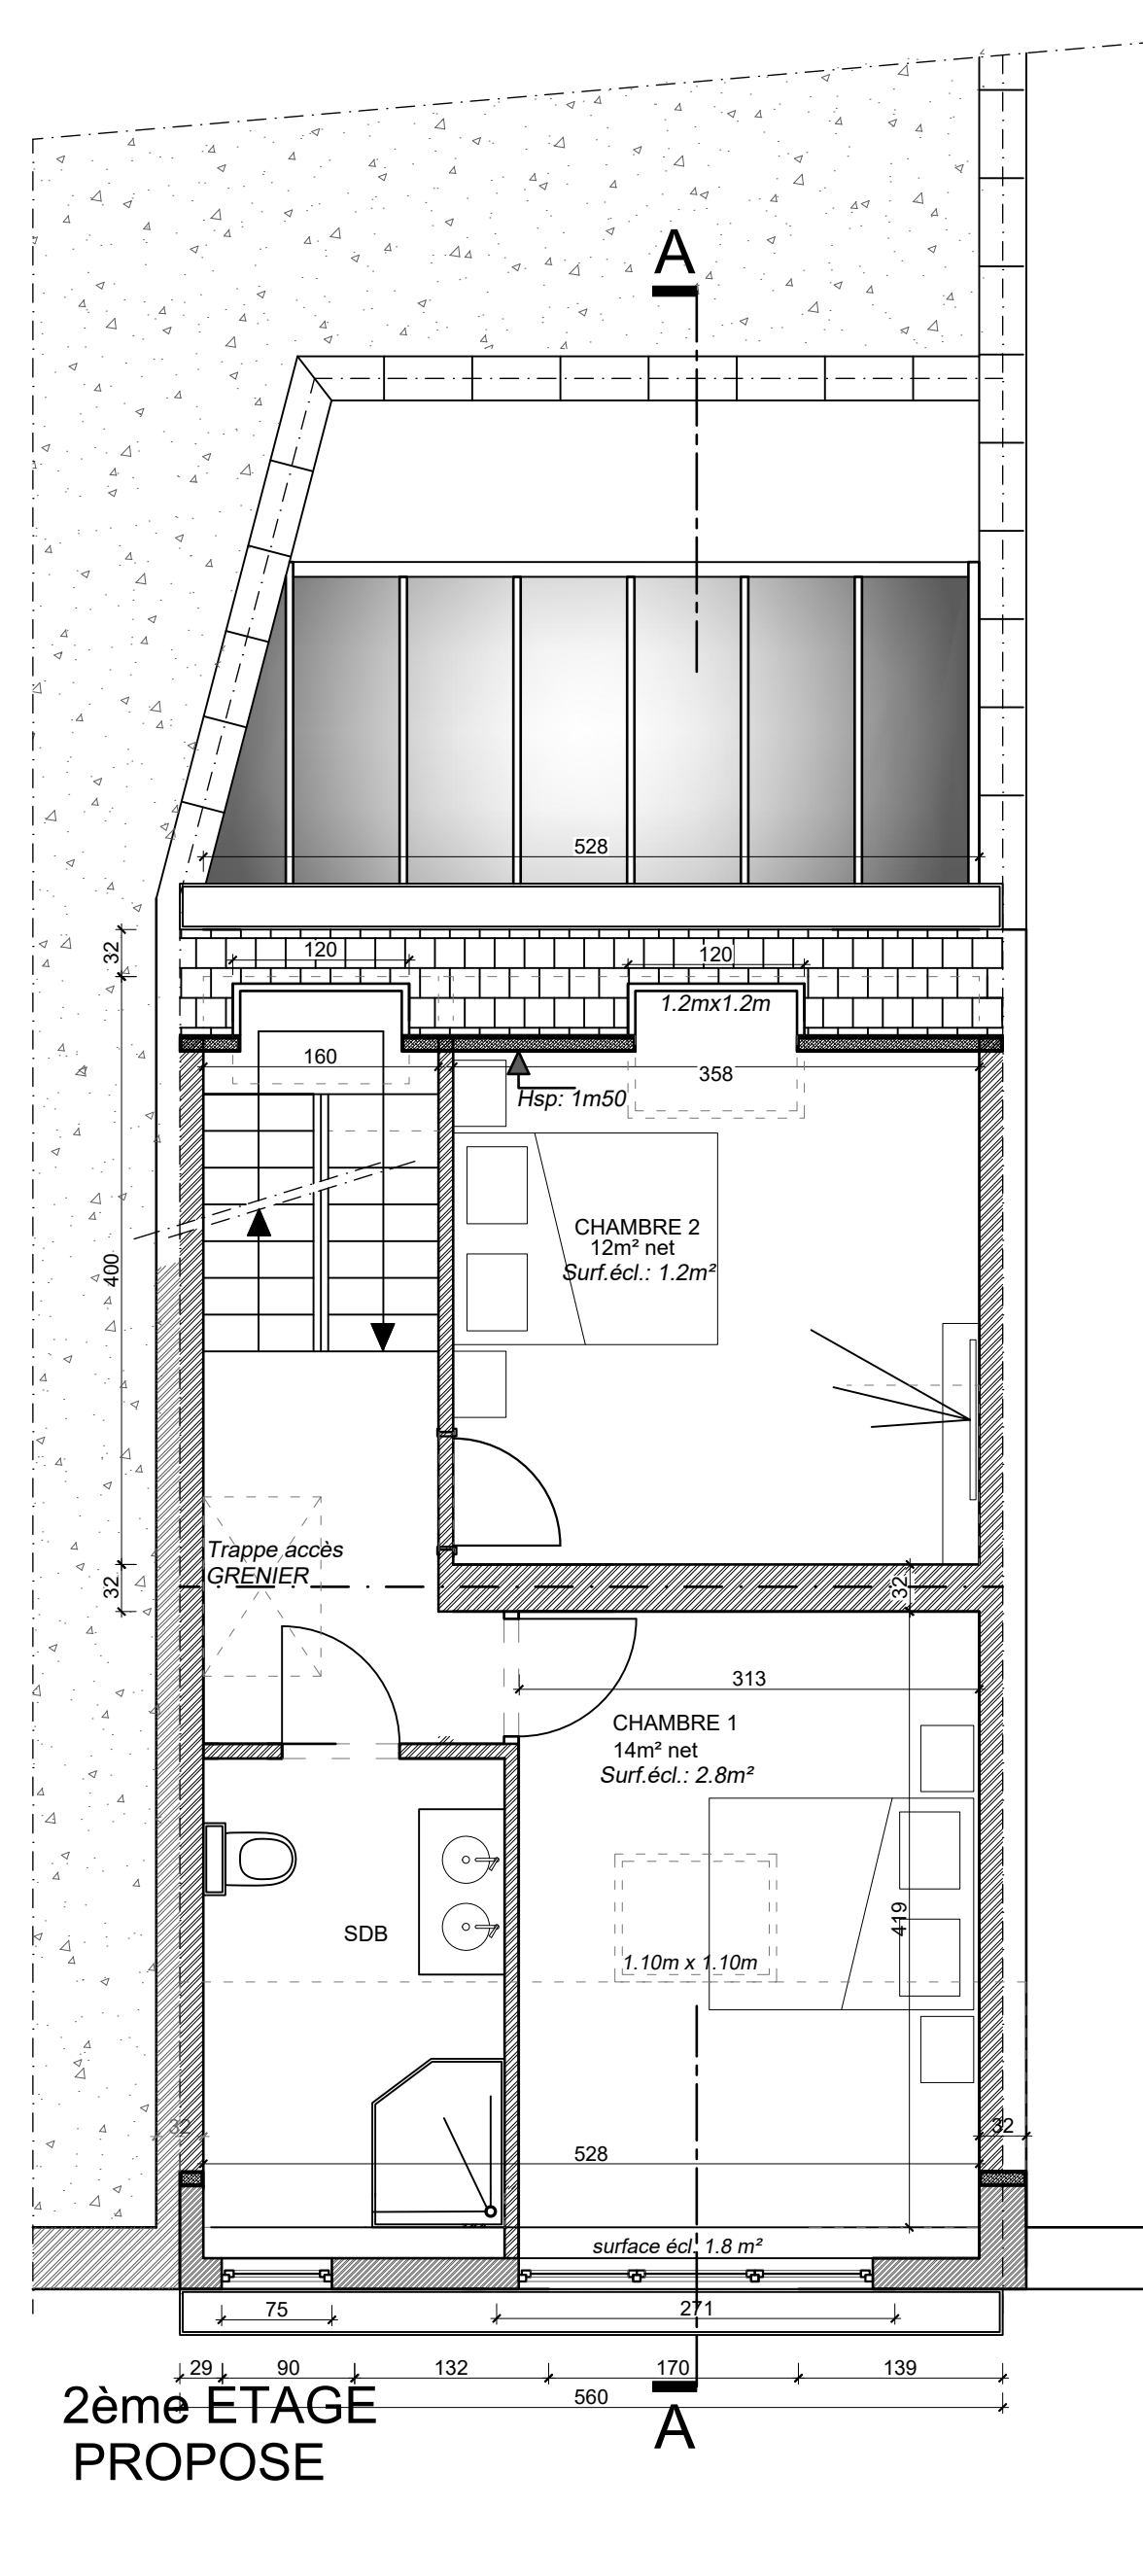 A
528
32
120
120
1.2mx1.2m
160
358
Hsp: 1m50
CHAMBRE 2
12m² net
Surf.écl.: 1.2m²
400
Trappe accès
GRENIER
32
32
313
CHAMBRE 1
14m² net
Surf.écl.: 2.8m²
419
SDB
1.10m x 1.10m
32
32
528
surface écl. 1.8 m²
75
271
29
90
132
170
139
560
2ème ETAGE
PROPOSE
A